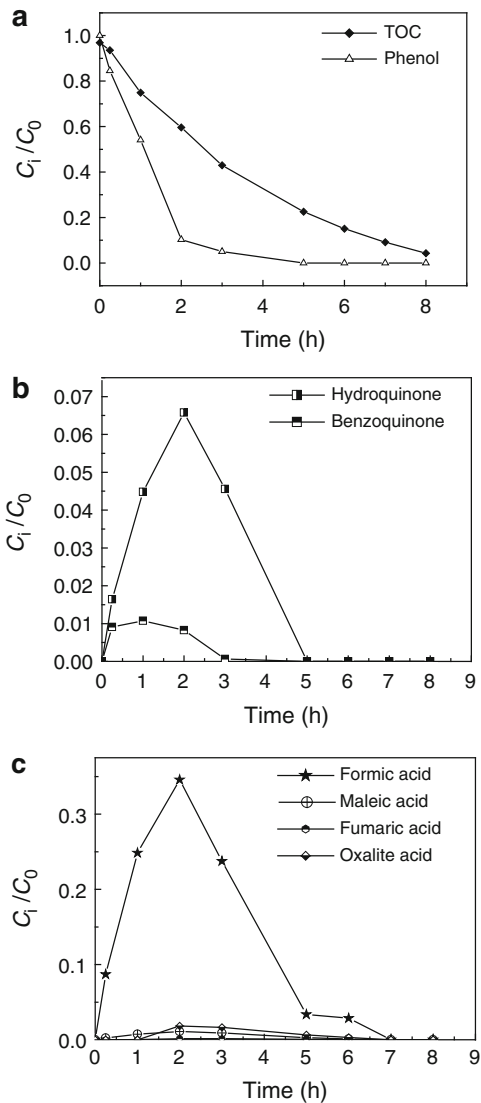 a
TOC
Phenol
1.0
0.8
0.6
0.4
0.2
0.0
Ci/C0
0 2 4 6 8
Time (h)
b
Hydroquinone
Benzoquinone
0.07
0.06
0.05
0.04
0.03
0.02
0.01
0.00
Ci/C0
0 1 2 3 4 5 6 7 8 9
Time (h)
c
Formic acid
Maleic acid
Fumaric acid
Oxalite acid
0.3
0.2
0.1
0.0
Ci/C0
0 1 2 3 4 5 6 7 8 9
Time (h)